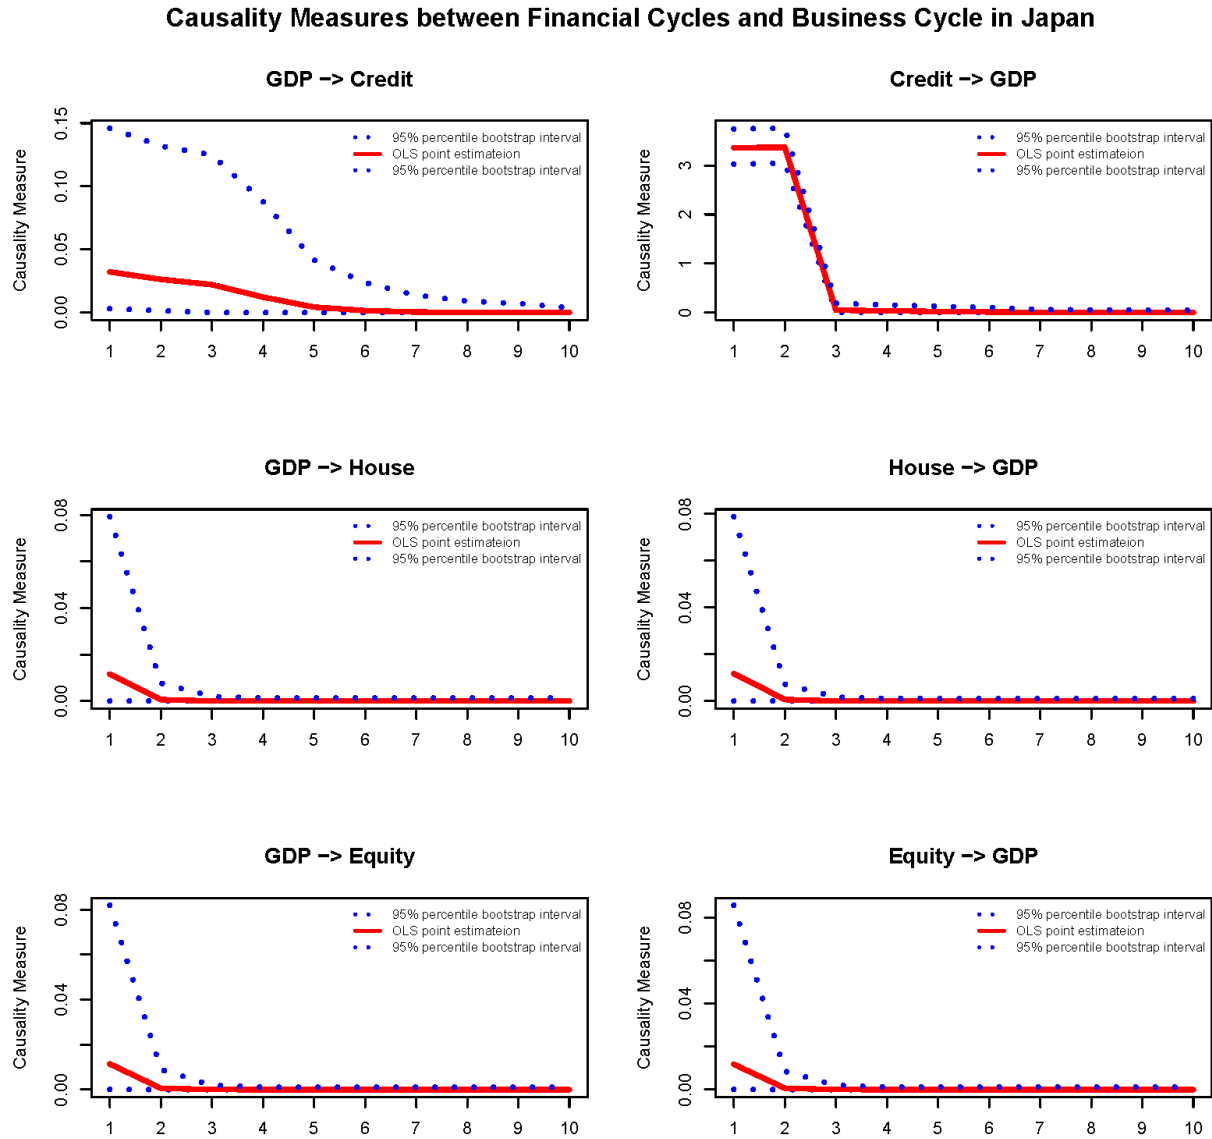 Causality Measures between Financial Cycles and Business Cycle in Japan
GDP −> Credit
Causality Measure
0.00
0.05
0.10
0.15
95% percentile bootstrap interval
OLS point estimateion
95% percentile bootstrap interval
1 2 3 4 5 6 7 8 9 10
Credit −> GDP
Causality Measure
0
1
2
3
95% percentile bootstrap interval
OLS point estimateion
95% percentile bootstrap interval
1 2 3 4 5 6 7 8 9 10
GDP −> House
Causality Measure
0.00
0.04
0.08
95% percentile bootstrap interval
OLS point estimateion
95% percentile bootstrap interval
1 2 3 4 5 6 7 8 9 10
House −> GDP
Causality Measure
0.00
0.04
0.08
95% percentile bootstrap interval
OLS point estimateion
95% percentile bootstrap interval
1 2 3 4 5 6 7 8 9 10
GDP −> Equity
Causality Measure
0.00
0.04
0.08
95% percentile bootstrap interval
OLS point estimateion
95% percentile bootstrap interval
1 2 3 4 5 6 7 8 9 10
Equity −> GDP
Causality Measure
0.00
0.04
0.08
95% percentile bootstrap interval
OLS point estimateion
95% percentile bootstrap interval
1 2 3 4 5 6 7 8 9 10